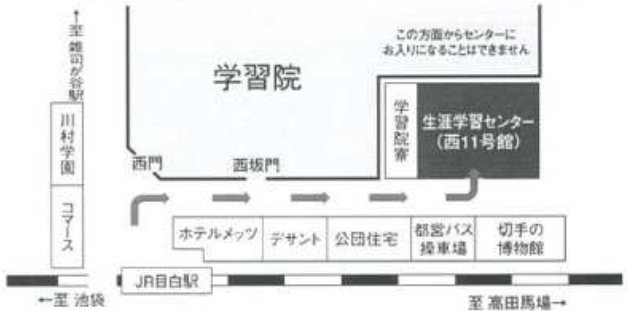 ←至 雑司が谷駅
この方面からセンターに
お入りになることはできません
学習院
川村学園
コマース
学習院寮
生涯学習センター
(西11号館)
西門
西坂門
ホテルメッツ
デサント
公団住宅
都営バス
操車場
切手の
博物館
JR目白駅
←至 池袋
至 高田馬場→